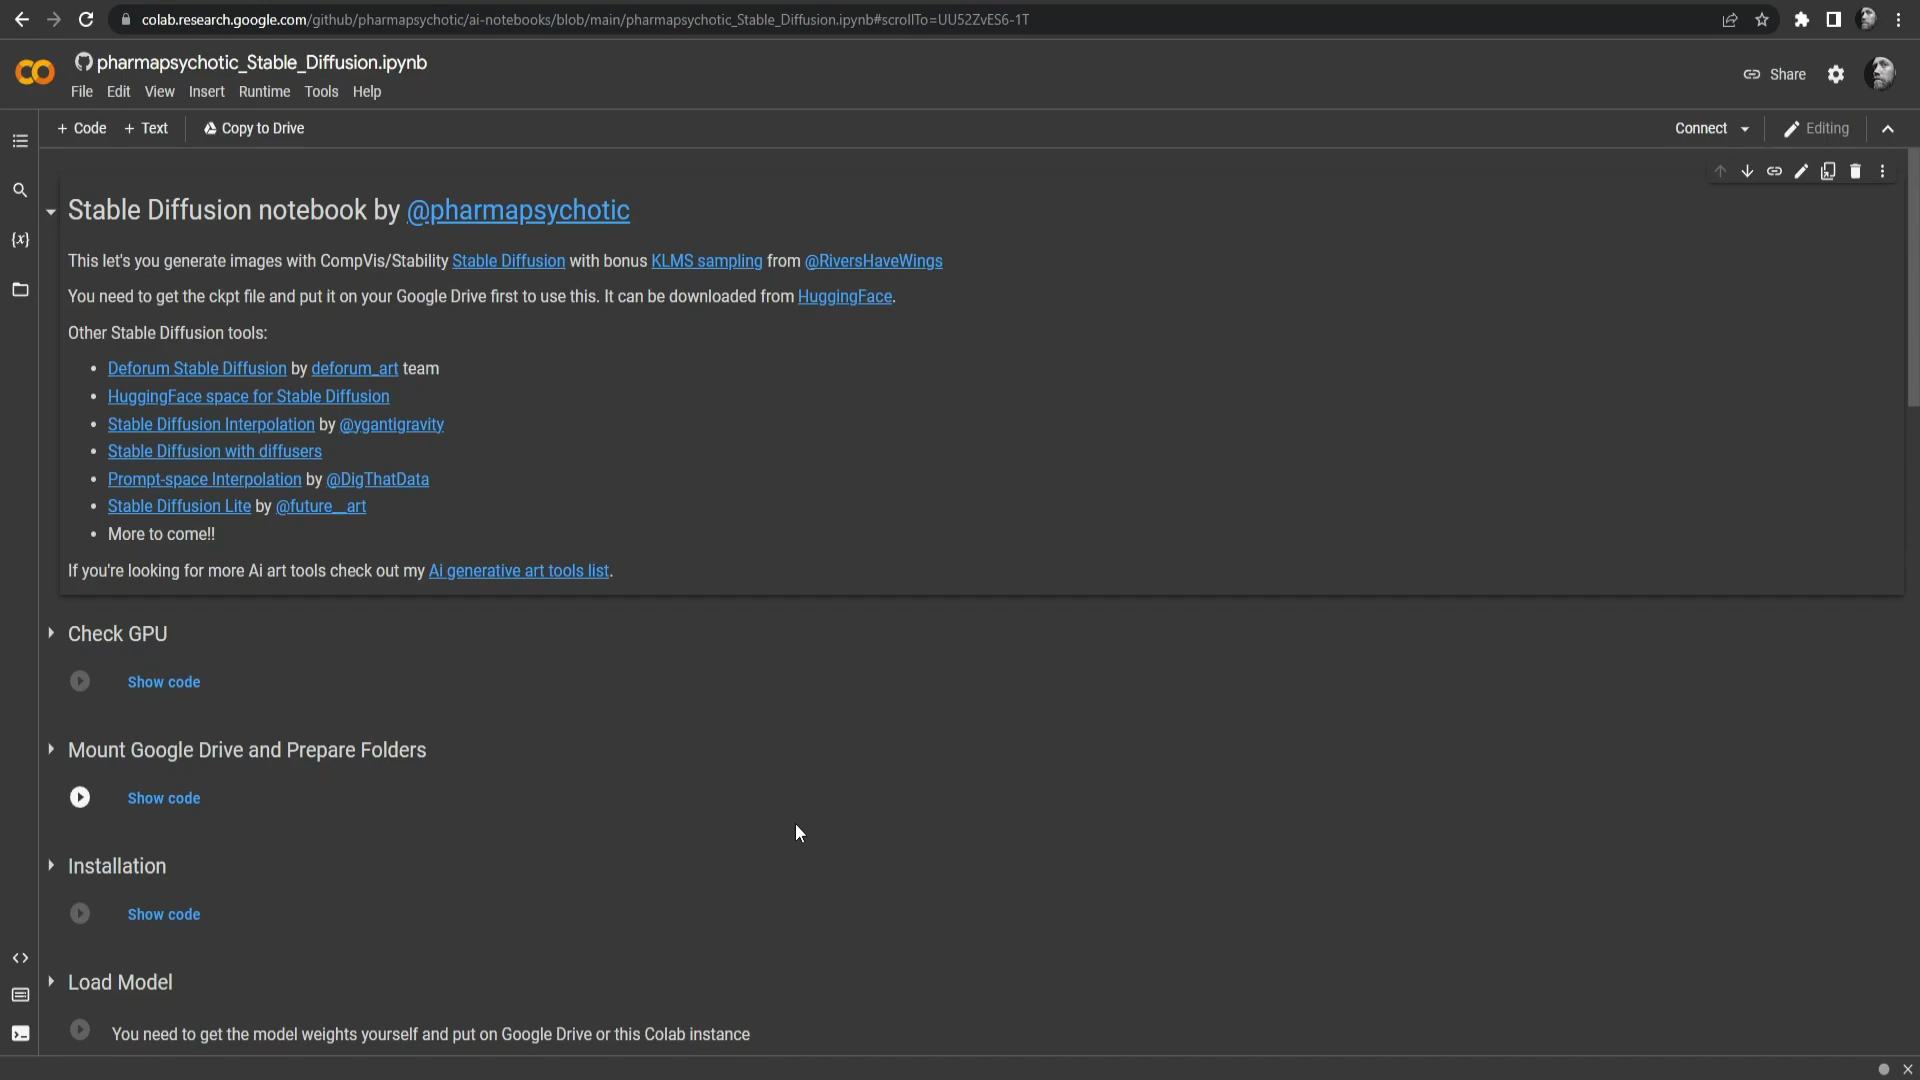 colab.research.google.com/github/pharmapsychotic/ai-notebooks/blob/main/pharmapsychotic_Stable_Diffusion.ipynb#scrollTo=UU52ZvES6-1T
pharmapsychotic_Stable_Diffusion.ipynb
File Edit View Insert Runtime Tools Help
Share
+ Code + Text Copy to Drive
Connect Editing
Stable Diffusion notebook by @pharmapsychotic
This let's you generate images with CompVis/Stability Stable Diffusion with bonus KLMS sampling from @RiversHaveWings
You need to get the ckpt file and put it on your Google Drive first to use this. It can be downloaded from HuggingFace.
Other Stable Diffusion tools:
• Deforum Stable Diffusion by deforum_art team
• HuggingFace space for Stable Diffusion
• Stable Diffusion Interpolation by @ygantigravity
• Stable Diffusion with diffusers
• Prompt-space Interpolation by @DigThatData
• Stable Diffusion Lite by @future__art
• More to come!!
If you're looking for more Ai art tools check out my Ai generative art tools list.
Check GPU
Show code
Mount Google Drive and Prepare Folders
Show code
Installation
Show code
Load Model
You need to get the model weights yourself and put on Google Drive or this Colab instance